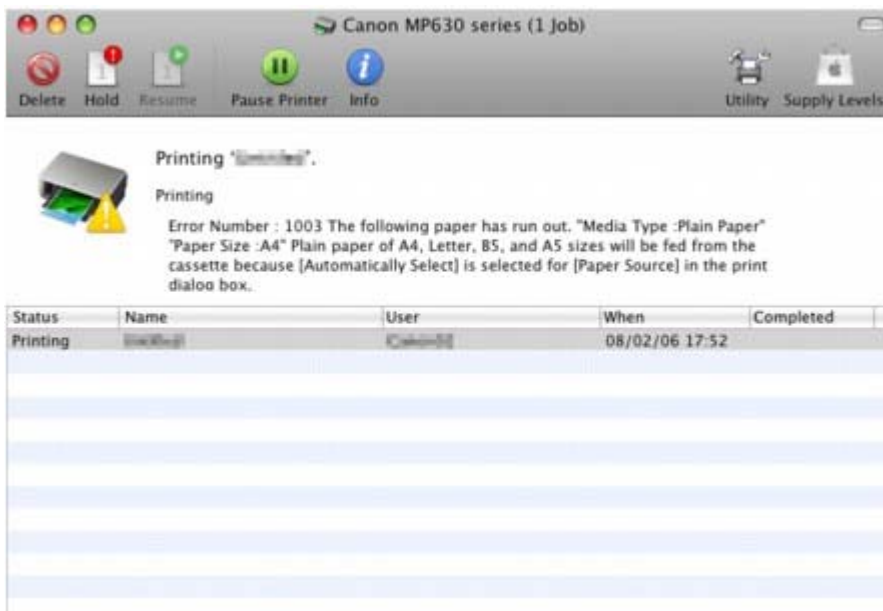 Canon MP630 series (1 Job)
Delete Hold Resume Pause Printer Info Utility Supply Levels
Printing " ".
Printing
Error Number : 1003 The following paper has run out. "Media Type :Plain Paper"
"Paper Size :A4" Plain paper of A4, Letter, B5, and A5 sizes will be fed from the
cassette because [Automatically Select] is selected for [Paper Source] in the print
dialog box.
Status Name User When Completed
Printing 08/02/06 17:52